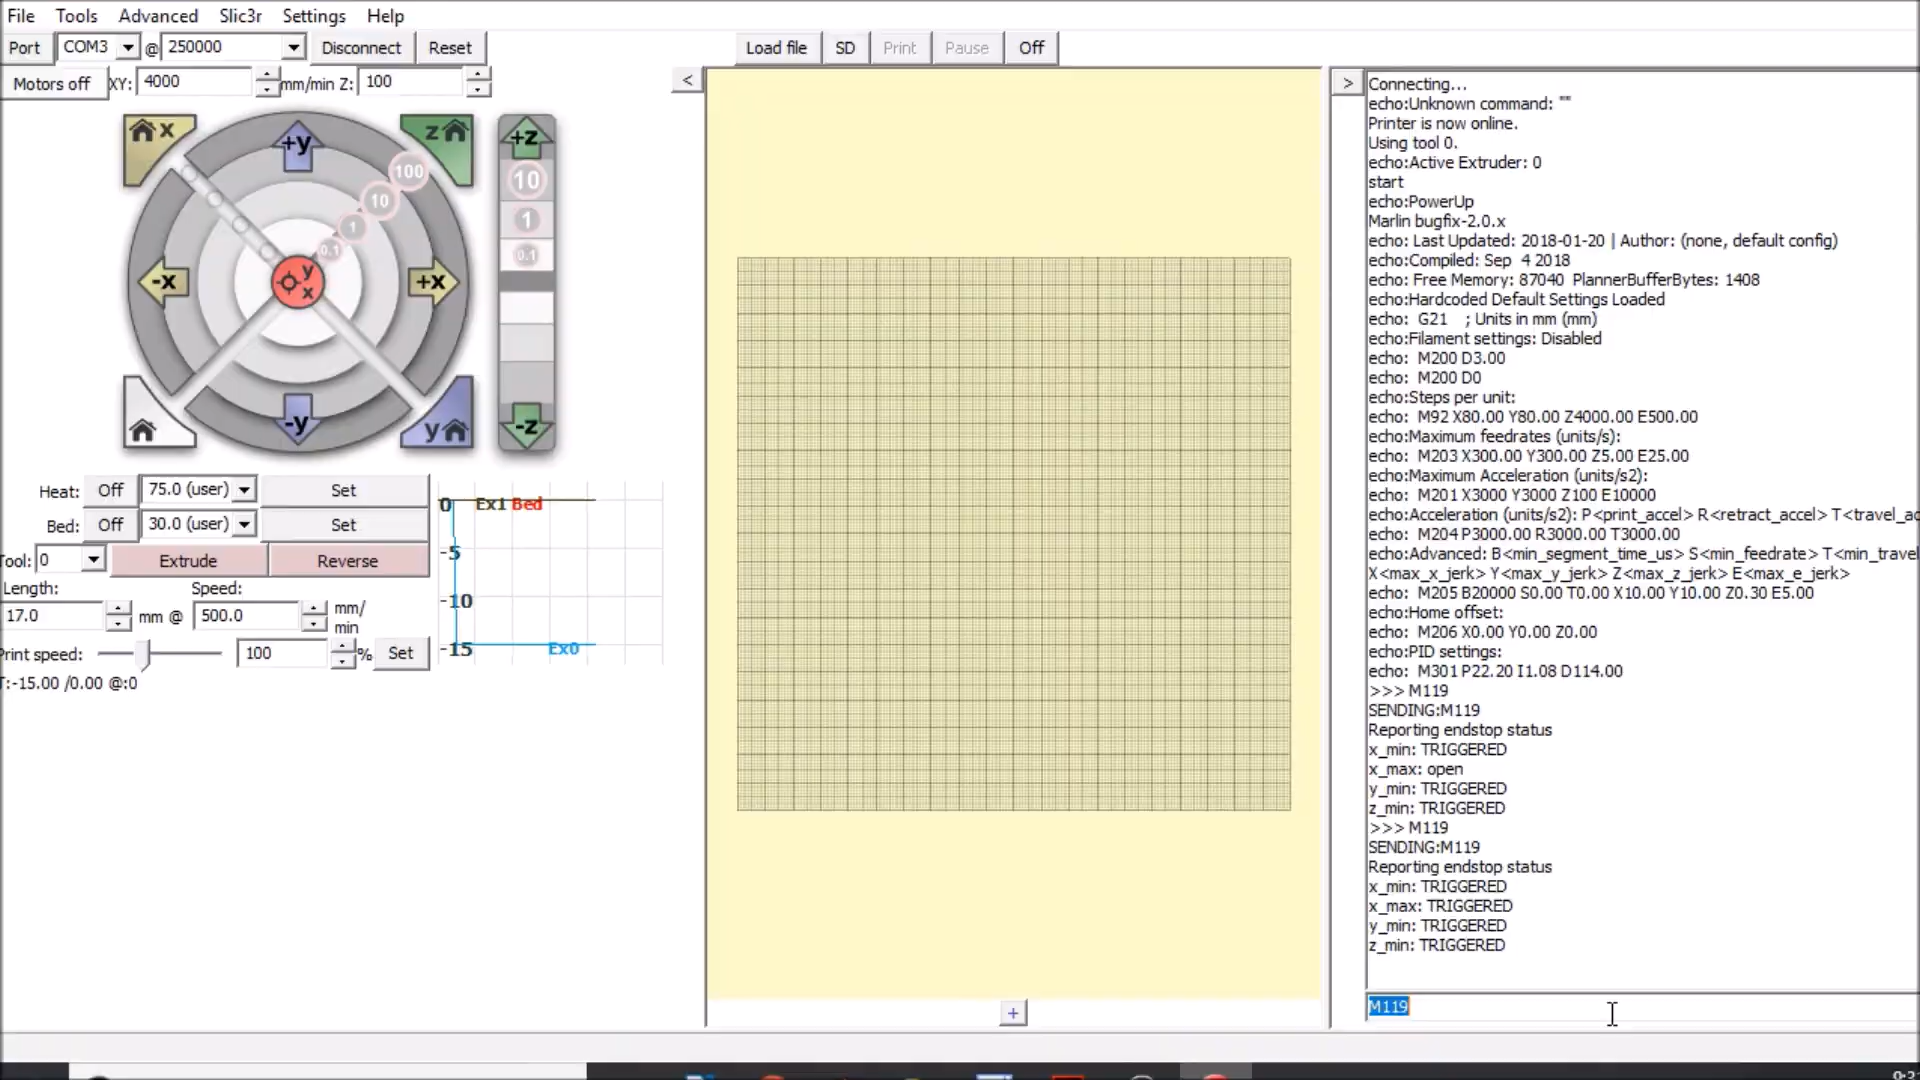 File Tools Advanced Slic3r Settings Help
Port COM3 @ 250000 Disconnect Reset Load file SD Print Pause Off
Motors off XY: 4000 mm/min Z: 100
<
>
x z +y +z
100 10 1 0.1
10 1 0.1
-x y x +x
-y y -z
Heat: Off 75.0 (user) Set
Bed: Off 30.0 (user) Set
Tool: 0 Extrude Reverse
Length: Speed:
17.0 mm @ 500.0 mm/
min
Print speed: 100 % Set
T:-15.00 /0.00 @:0
0 Ex1 Bed
-5
-10
-15 Ex0
+
Connecting...
echo:Unknown command: ""
Printer is now online.
Using tool 0.
echo:Active Extruder: 0
start
echo:PowerUp
Marlin bugfix-2.0.x
echo: Last Updated: 2018-01-20 | Author: (none, default config)
echo:Compiled: Sep  4 2018
echo: Free Memory: 87040  PlannerBufferBytes: 1408
echo:Hardcoded Default Settings Loaded
echo:  G21    ; Units in mm (mm)
echo:Filament settings: Disabled
echo:  M200 D3.00
echo:  M200 D0
echo:Steps per unit:
echo:  M92 X80.00 Y80.00 Z4000.00 E500.00
echo:Maximum feedrates (units/s):
echo:  M203 X300.00 Y300.00 Z5.00 E25.00
echo:Maximum Acceleration (units/s2):
echo:  M201 X3000 Y3000 Z100 E10000
echo:Acceleration (units/s2): P<print_accel> R<retract_accel> T<travel_ac
echo:  M204 P3000.00 R3000.00 T3000.00
echo:Advanced: B<min_segment_time_us> S<min_feedrate> T<min_travel
X<max_x_jerk> Y<max_y_jerk> Z<max_z_jerk> E<max_e_jerk>
echo:  M205 B20000 S0.00 T0.00 X10.00 Y10.00 Z0.30 E5.00
echo:Home offset:
echo:  M206 X0.00 Y0.00 Z0.00
echo:PID settings:
echo:  M301 P22.20 I1.08 D114.00
>>> M119
SENDING:M119
Reporting endstop status
x_min: TRIGGERED
x_max: open
y_min: TRIGGERED
z_min: TRIGGERED
>>> M119
SENDING:M119
Reporting endstop status
x_min: TRIGGERED
x_max: TRIGGERED
y_min: TRIGGERED
z_min: TRIGGERED
M119